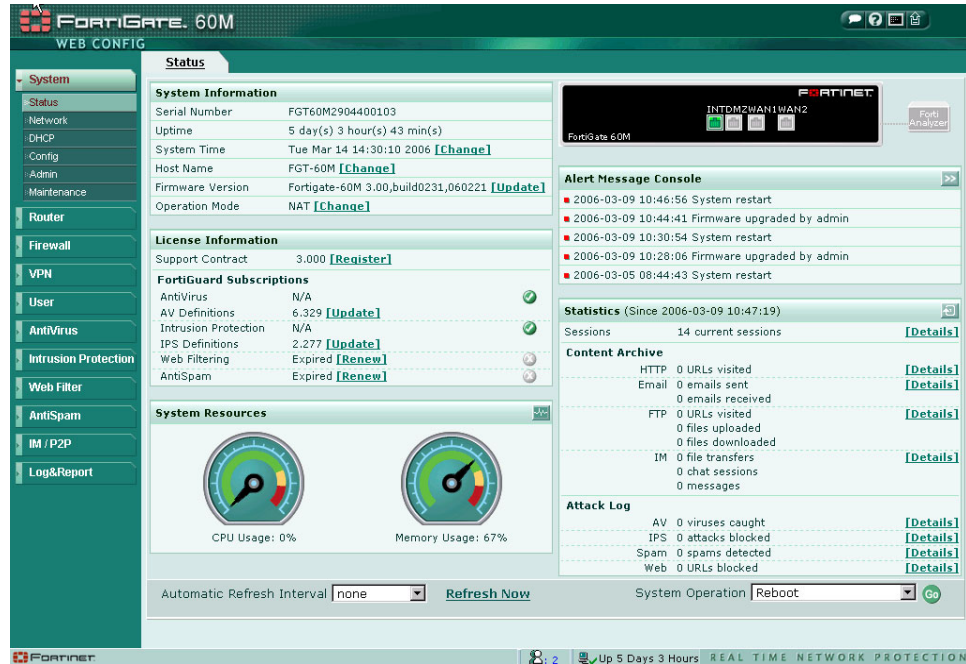 FORTIGATE. 60M
WEB CONFIG
System
Status
Network
DHCP
Config
Admin
Maintenance
Router
Firewall
VPN
User
AntiVirus
Intrusion Protection
Web Filter
AntiSpam
IM / P2P
Log&Report
Status
System Information
Serial Number FGT60M2904400103
Uptime 5 day(s) 3 hour(s) 43 min(s)
System Time Tue Mar 14 14:30:10 2006 [Change]
Host Name FGT-60M [Change]
Firmware Version Fortigate-60M 3.00,build0231,060221 [Update]
Operation Mode NAT [Change]
License Information
Support Contract 3.000 [Register]
FortiGuard Subscriptions
AntiVirus N/A
AV Definitions 6.329 [Update]
Intrusion Protection N/A
IPS Definitions 2.277 [Update]
Web Filtering Expired [Renew]
AntiSpam Expired [Renew]
System Resources
CPU Usage: 0%
Memory Usage: 67%
FORTINET.
INTDMZWAN1WAN2
FortiGate 60M
Forti
Analyzer
Alert Message Console
>>
2006-03-09 10:46:56 System restart
2006-03-09 10:44:41 Firmware upgraded by admin
2006-03-09 10:30:54 System restart
2006-03-09 10:28:06 Firmware upgraded by admin
2006-03-05 08:44:43 System restart
Statistics (Since 2006-03-09 10:47:19)
Sessions 14 current sessions [Details]
Content Archive
HTTP 0 URLs visited [Details]
Email 0 emails sent [Details]
0 emails received
FTP 0 URLs visited [Details]
0 files uploaded
0 files downloaded
IM 0 file transfers [Details]
0 chat sessions
0 messages
Attack Log
AV 0 viruses caught [Details]
IPS 0 attacks blocked [Details]
Spam 0 spams detected [Details]
Web 0 URLs blocked [Details]
Automatic Refresh Interval none Refresh Now
System Operation Reboot Go
FORTINET.
: 2
Up 5 Days 3 Hours
REAL TIME NETWORK PROTECTION